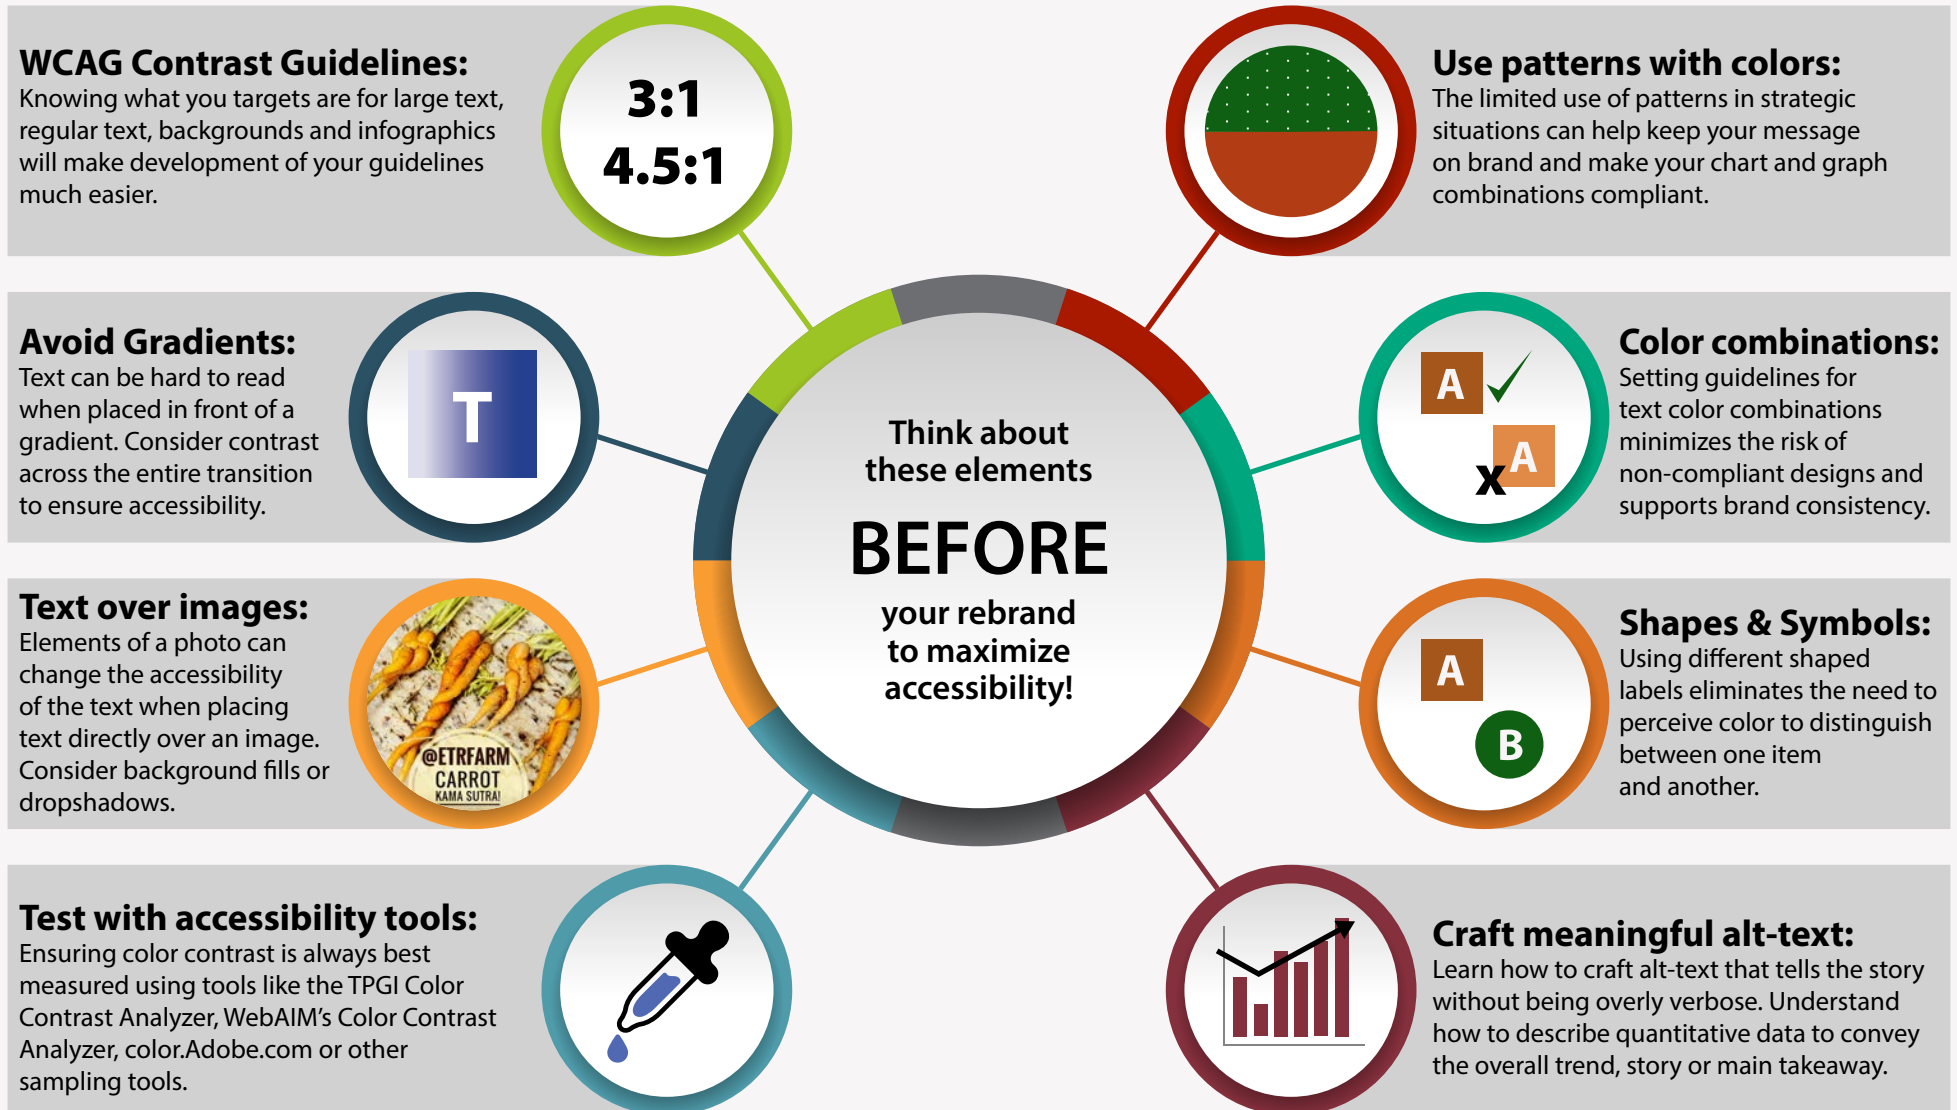 WCAG Contrast Guidelines:
Knowing what you targets are for large text,
regular text, backgrounds and infographics
will make development of your guidelines
much easier.
3:1
4.5:1
Avoid Gradients:
Text can be hard to read
when placed in front of a
gradient. Consider contrast
across the entire transition
to ensure accessibility.
T
Text over images:
Elements of a photo can
change the accessibility
of the text when placing
text directly over an image.
Consider background fills or
dropshadows.
@ETRFARM
CARROT
KAMA SUTRA!
Test with accessibility tools:
Ensuring color contrast is always best
measured using tools like the TPGI Color
Contrast Analyzer, WebAIM’s Color Contrast
Analyzer, color.Adobe.com or other
sampling tools.
Think about
these elements
BEFORE
your rebrand
to maximize
accessibility!
Use patterns with colors:
The limited use of patterns in strategic
situations can help keep your message
on brand and make your chart and graph
combinations compliant.
A
A
x
Color combinations:
Setting guidelines for
text color combinations
minimizes the risk of
non-compliant designs and
supports brand consistency.
A
B
Shapes & Symbols:
Using different shaped
labels eliminates the need to
perceive color to distinguish
between one item
and another.
Craft meaningful alt-text:
Learn how to craft alt-text that tells the story
without being overly verbose. Understand
how to describe quantitative data to convey
the overall trend, story or main takeaway.